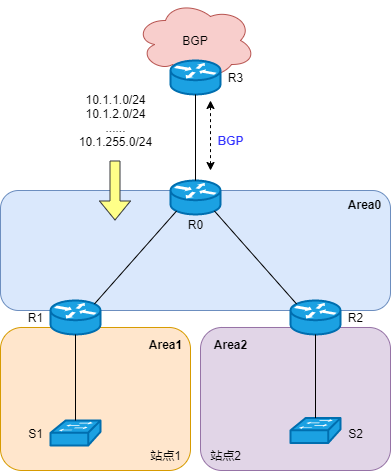 BGP
R3
10.1.1.0/24
10.1.2.0/24
......
10.1.255.0/24
BGP
Area0
R0
R1
R2
Area1
Area2
S1
S2
站点1
站点2